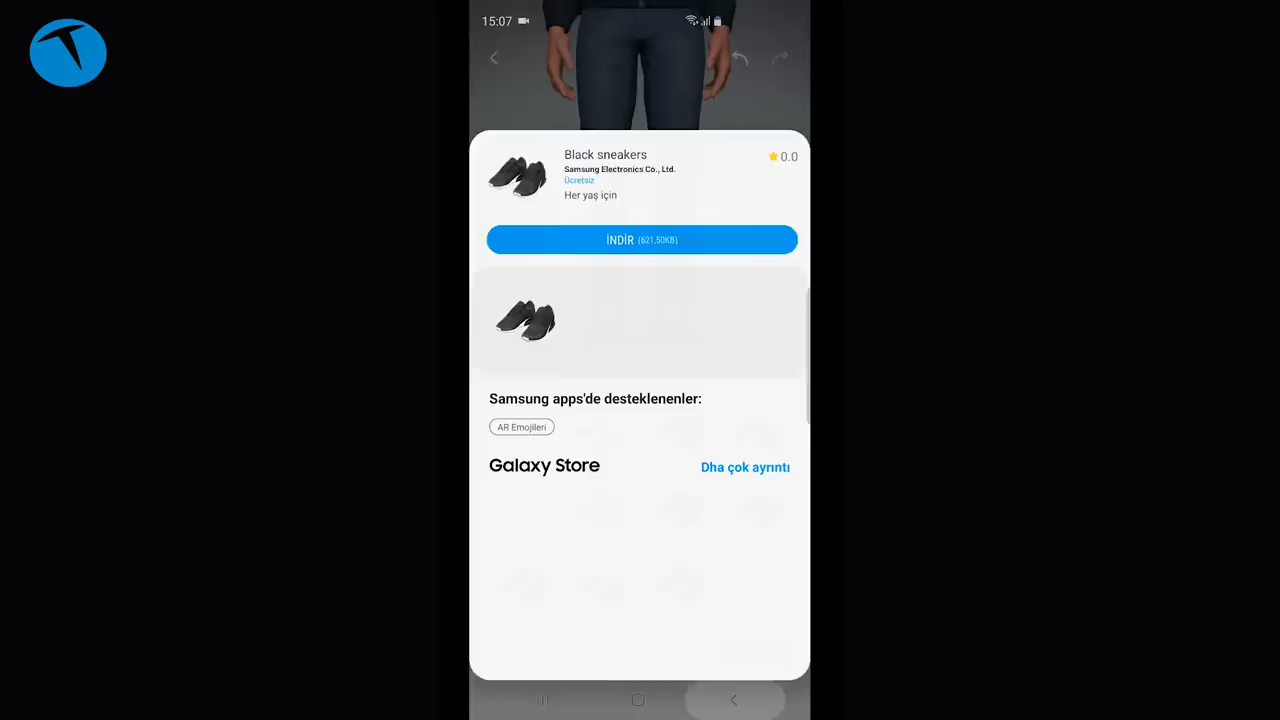 15:07
Black sneakers
0.0
Samsung Electronics Co., Ltd.
Ücretsiz
Her yaş için
İNDİR (621,50KB)
Samsung apps'de desteklenenler:
AR Emojileri
Galaxy Store
Dha çok ayrıntı